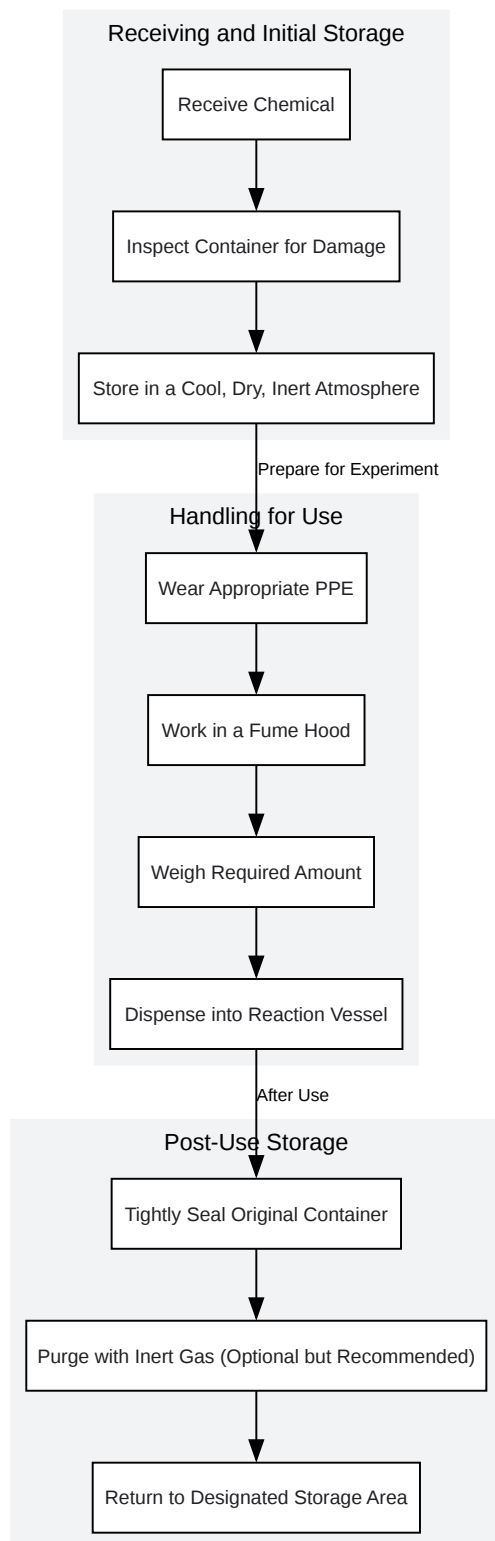 Receiving and Initial Storage
Receive Chemical
Inspect Container for Damage
Store in a Cool, Dry, Inert Atmosphere
Prepare for Experiment
Handling for Use
Wear Appropriate PPE
Work in a Fume Hood
Weigh Required Amount
Dispense into Reaction Vessel
After Use
Post-Use Storage
Tightly Seal Original Container
Purge with Inert Gas (Optional but Recommended)
Return to Designated Storage Area